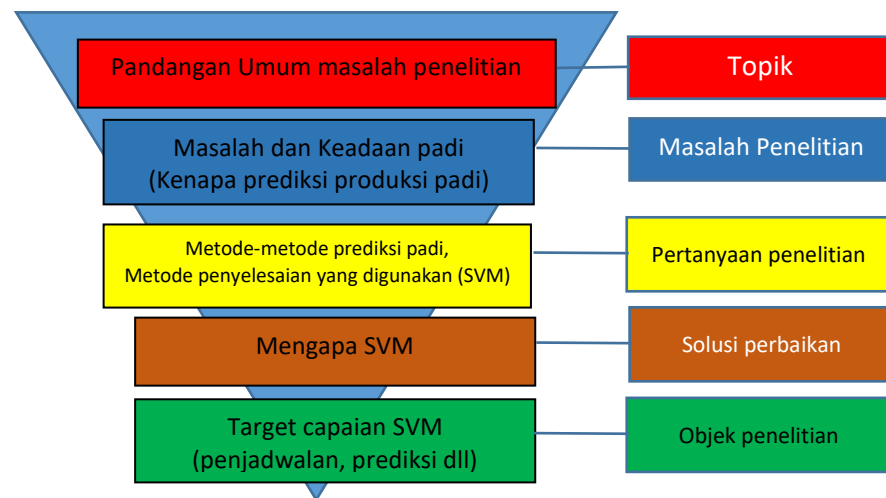 Pandangan Umum masalah penelitian
Topik
Masalah dan Keadaan padi
(Kenapa prediksi produksi padi)
Masalah Penelitian
Metode-metode prediksi padi,
Metode penyelesaian yang digunakan (SVM)
Pertanyaan penelitian
Mengapa SVM
Solusi perbaikan
Target capaian SVM
(penjadwalan, prediksi dll)
Objek penelitian